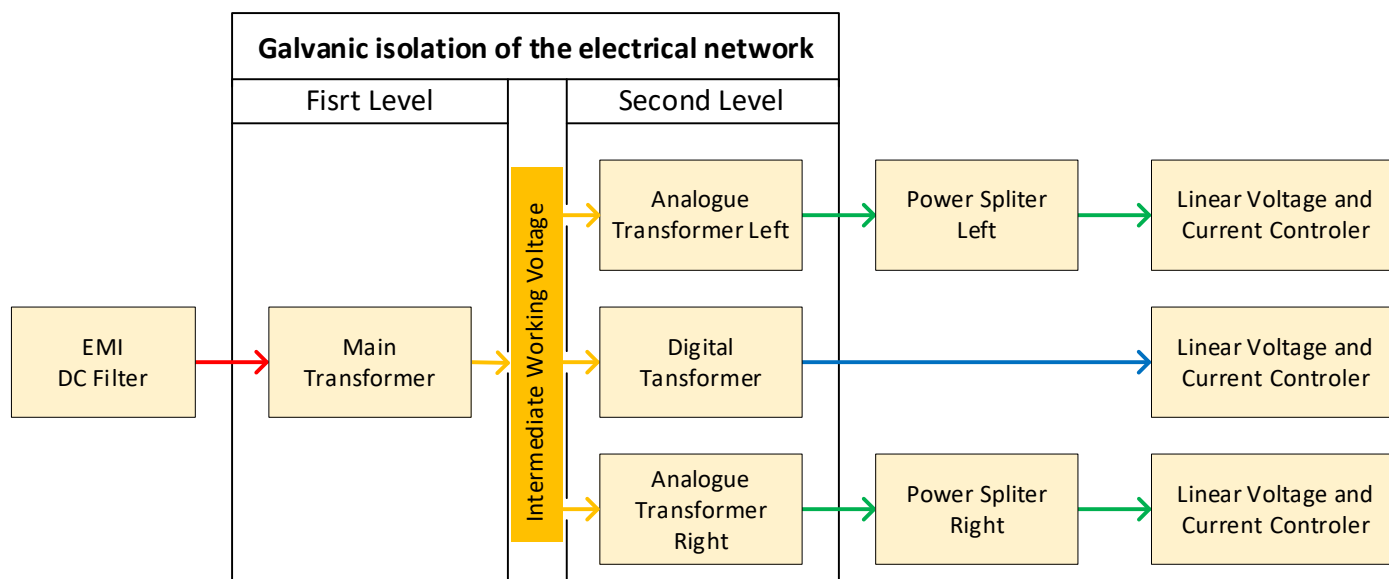 Galvanic isolation of the electrical network
Fisrt Level
Second Level
Analogue
Transformer Left
Power Spliter
Left
Linear Voltage and
Current Controler
EMI
DC Filter
Main
Transformer
Intermediate Working Voltage
Digital
Tansformer
Linear Voltage and
Current Controler
Analogue
Transformer
Right
Power Spliter
Right
Linear Voltage and
Current Controler